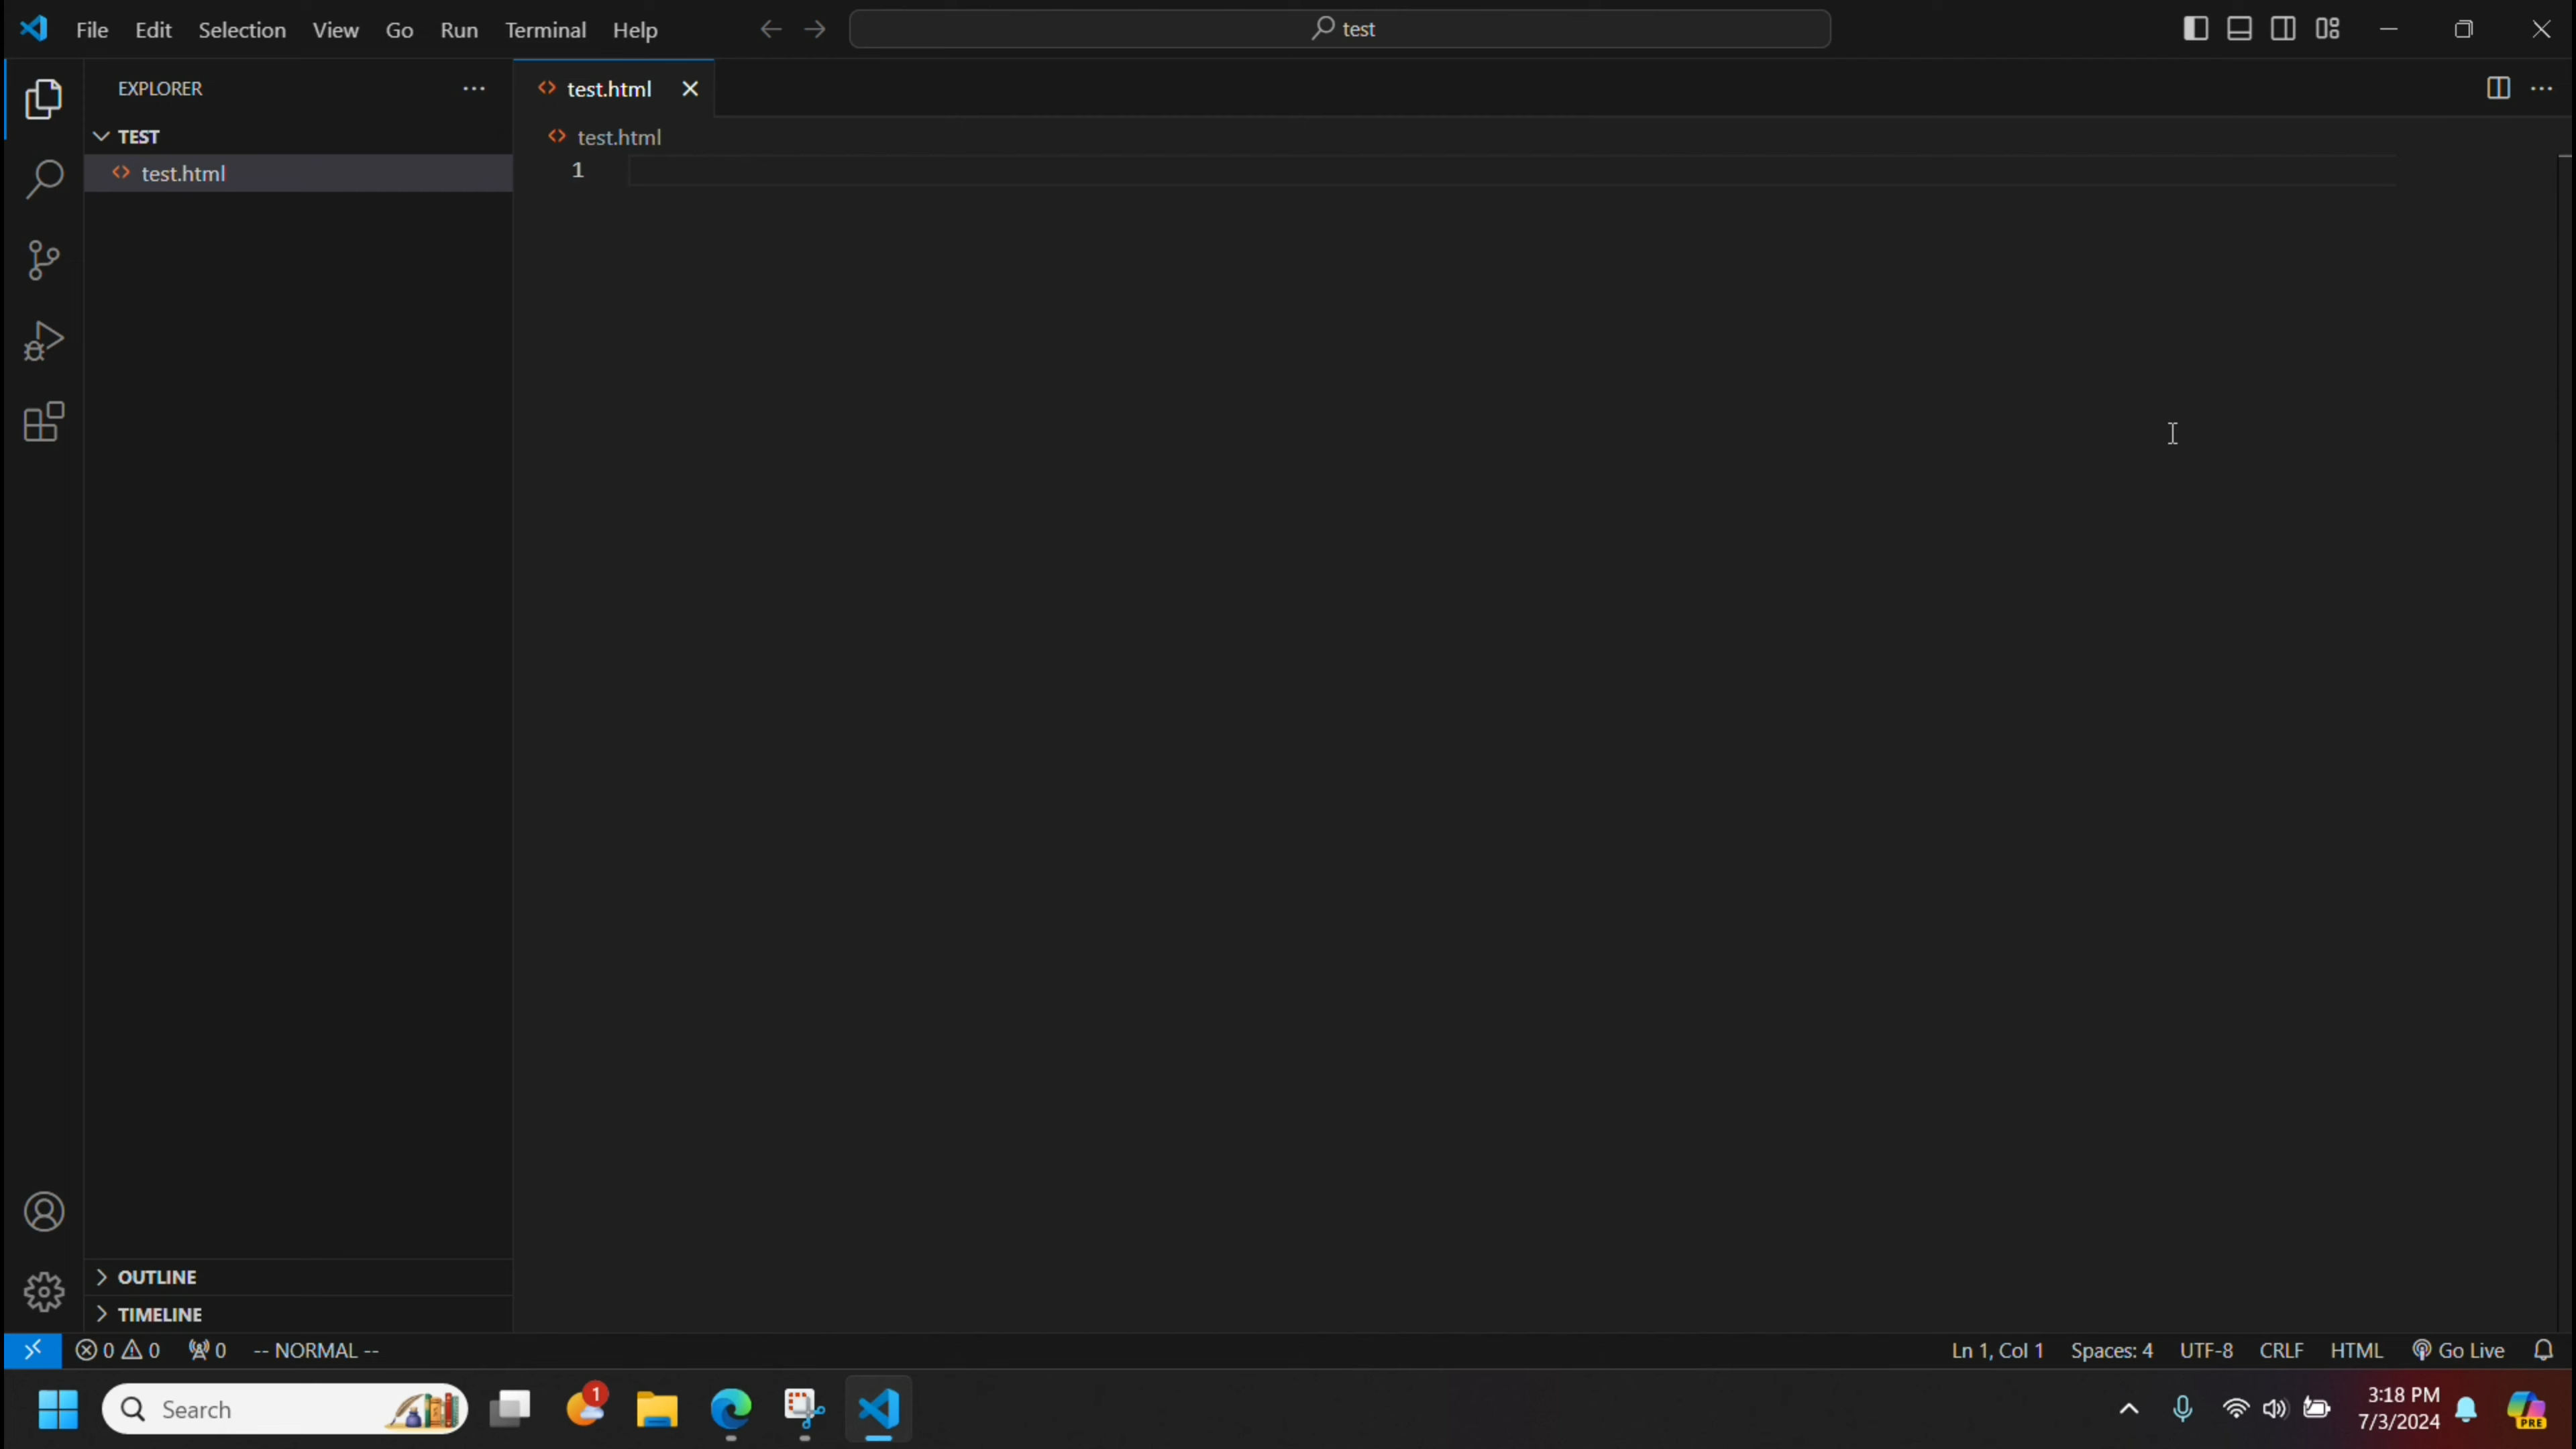 File Edit Selection View Go Run Terminal Help test
EXPLORER
test.html
TEST
test.html
test.html
1
OUTLINE
TIMELINE
0 0 0 -- NORMAL -- Ln 1, Col 1 Spaces: 4 UTF-8 CRLF HTML Go Live
Search 1 3:18 PM
7/3/2024
PRE